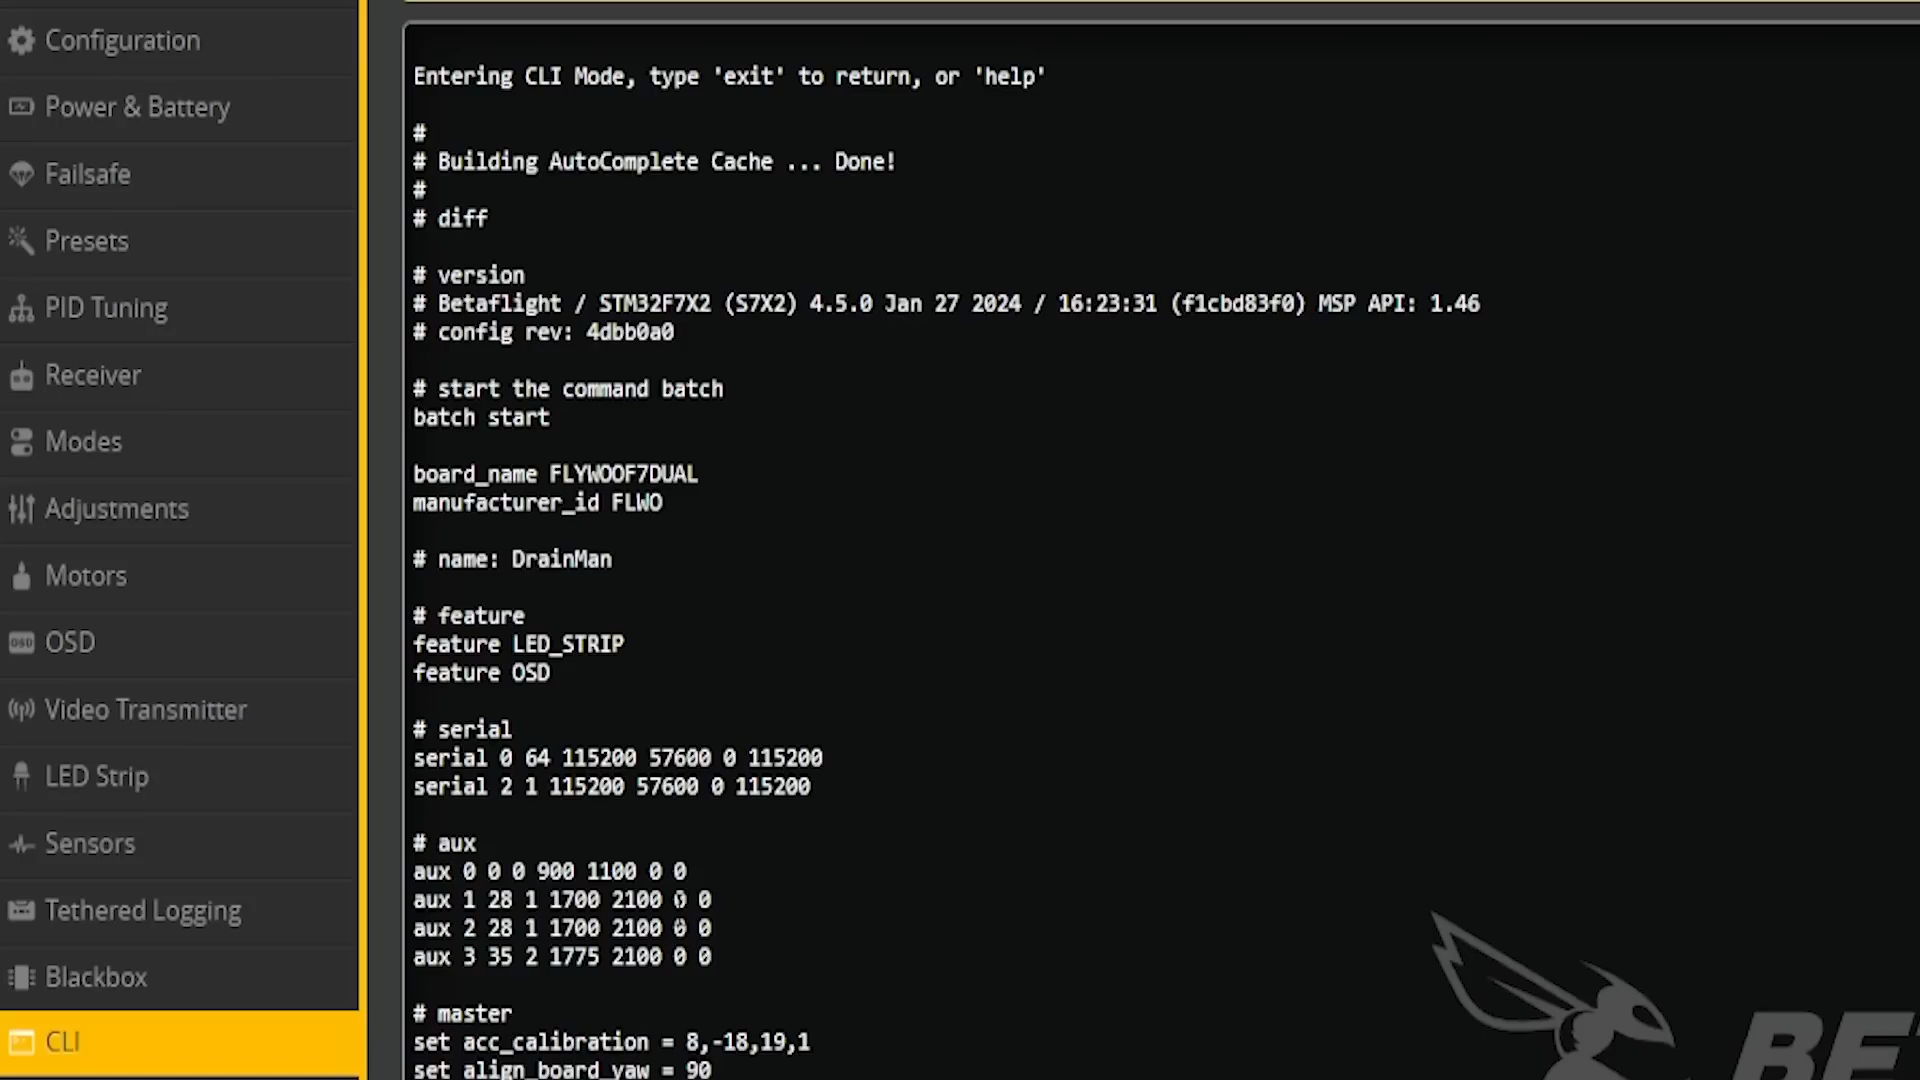 Configuration
Power & Battery
Failsafe
Presets
PID Tuning
Receiver
Modes
Adjustments
Motors
OSD
Video Transmitter
LED Strip
Sensors
Tethered Logging
Blackbox
CLI
Entering CLI Mode, type 'exit' to return, or 'help'
#
# Building AutoComplete Cache ... Done!
#
# diff
# version
# Betaflight / STM32F7X2 (S7X2) 4.5.0 Jan 27 2024 / 16:23:31 (f1cbd83f0) MSP API: 1.46
# config rev: 4dbb0a0
# start the command batch
batch start
board_name FLYWOOF7DUAL
manufacturer_id FLWO
# name: DrainMan
# feature
feature LED_STRIP
feature OSD
# serial
serial 0 64 115200 57600 0 115200
serial 2 1 115200 57600 0 115200
# aux
aux 0 0 0 900 1100 0 0
aux 1 28 1 1700 2100 0 0
aux 2 28 1 1700 2100 0 0
aux 3 35 2 1775 2100 0 0
# master
set acc_calibration = 8,-18,19,1
set align_board_yaw = 90